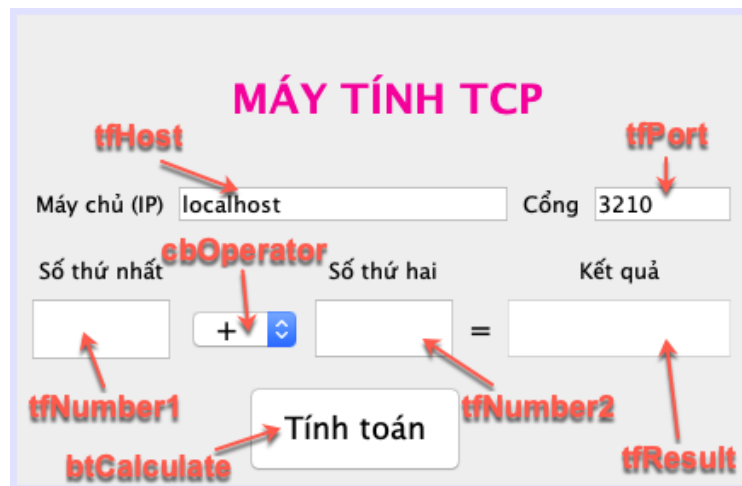 MÁY TÍNH TCP
tfHost
tfPort
Máy chủ (IP) localhost Cổng 3210
cbOperator
Số thứ nhất Số thứ hai Kết quả
+ =
tfNumber1 tfNumber2
Tính toán
btCalculate tfResult